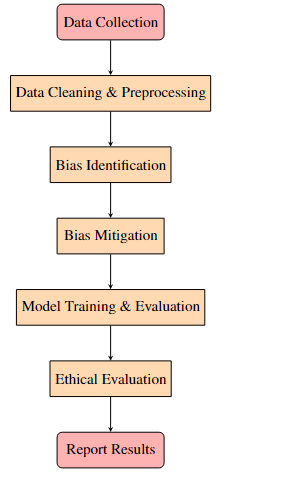 Data Collection
Data Cleaning & Preprocessing
Bias Identification
Bias Mitigation
Model Training & Evaluation
Ethical Evaluation
Report Results